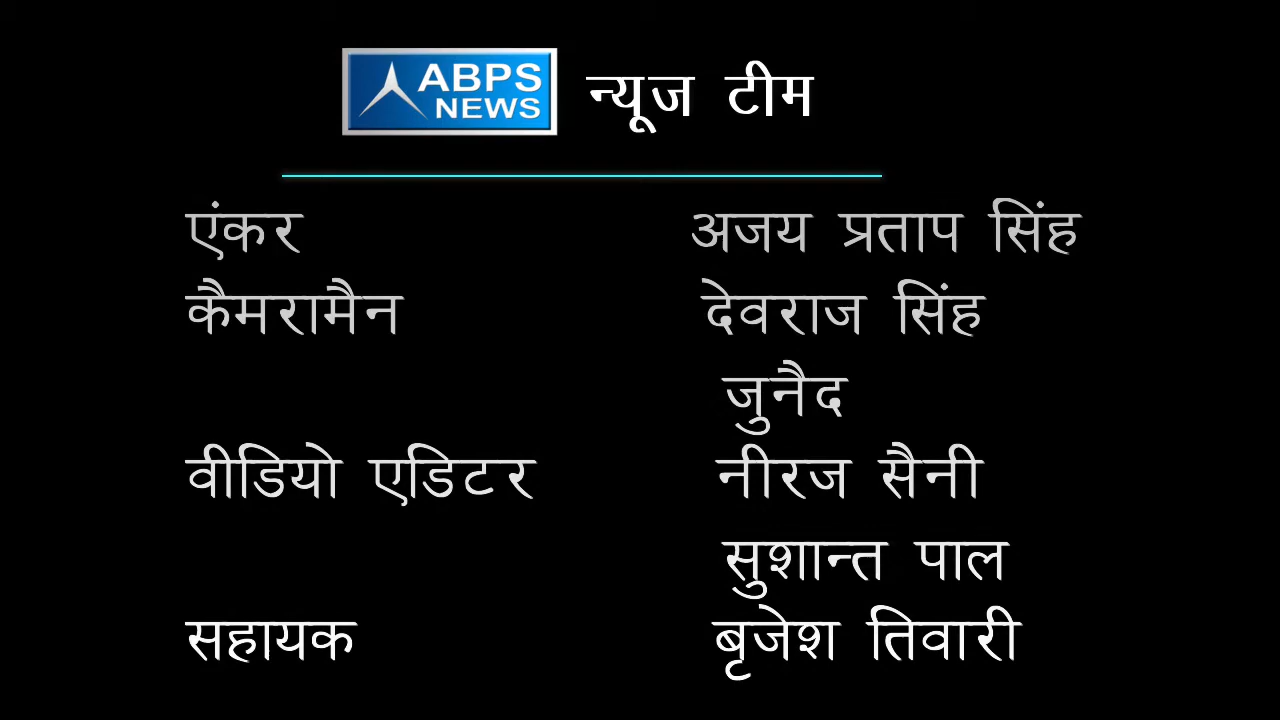 ABPS NEWS न्यूज टीम
एंकर अजय प्रताप सिंह
कैमरामैन देवराज सिंह
जुनैद
वीडियो एडिटर नीरज सैनी
सुशान्त पाल
सहायक बृजेश तिवारी